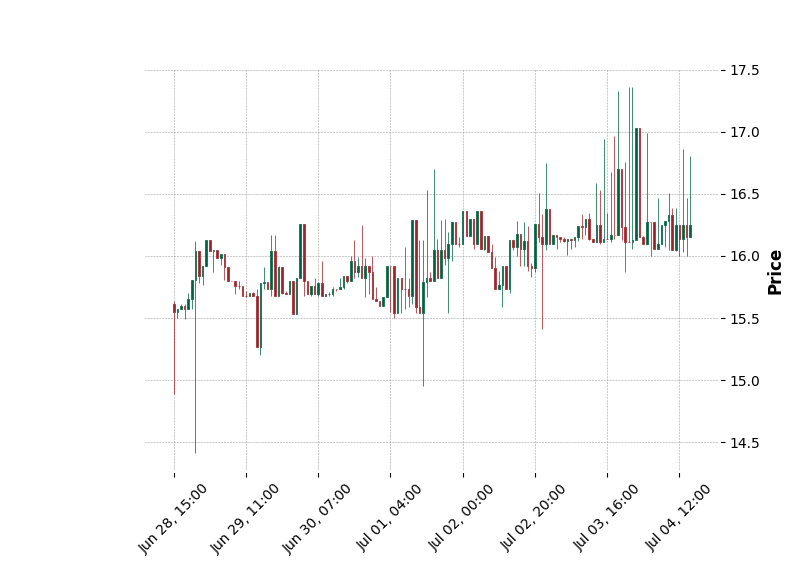 17.5
17.0
16.5
16.0
15.5
15.0
14.5
Price
Jun 28, 15:00
Jun 29, 11:00
Jun 30, 07:00
Jul 01, 04:00
Jul 02, 00:00
Jul 02, 20:00
Jul 03, 16:00
Jul 04, 12:00